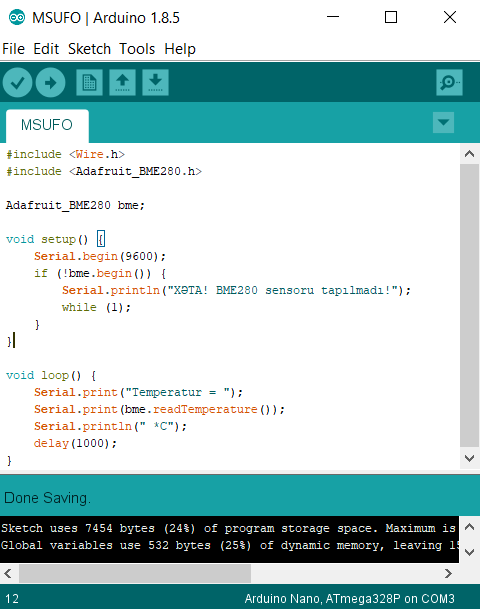 MSUFO | Arduino 1.8.5
File Edit Sketch Tools Help
MSUFO
#include <Wire.h>
#include <Adafruit_BME280.h>
Adafruit_BME280 bme;
void setup() {
Serial.begin(9600);
if (!bme.begin()) {
Serial.println("XƏTA! BME280 sensoru tapılmadı!");
while (1);
}
}
void loop() {
Serial.print("Temperatur = ");
Serial.print(bme.readTemperature());
Serial.println(" *C");
delay(1000);
}
Done Saving.
Sketch uses 7454 bytes (24%) of program storage space. Maximum is
Global variables use 532 bytes (25%) of dynamic memory, leaving
12 Arduino Nano, ATmega328P on COM3